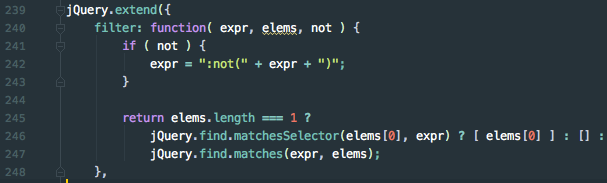 239 jQuery.extend({
240     filter: function( expr, elems, not ) {
241         if ( not ) {
242             expr = ":not(" + expr + ")";
243         }
244
245         return elems.length === 1 ?
246             jQuery.find.matchesSelector(elems[0], expr) ? [ elems[0] ] : [] :
247             jQuery.find.matches(expr, elems);
248     },